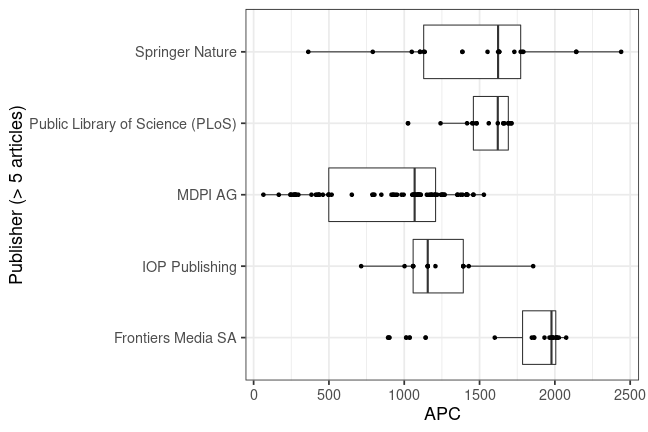 Publisher (> 5 articles)
Springer Nature
Public Library of Science (PLoS)
MDPI AG
IOP Publishing
Frontiers Media SA
0 500 1000 1500 2000 2500
APC